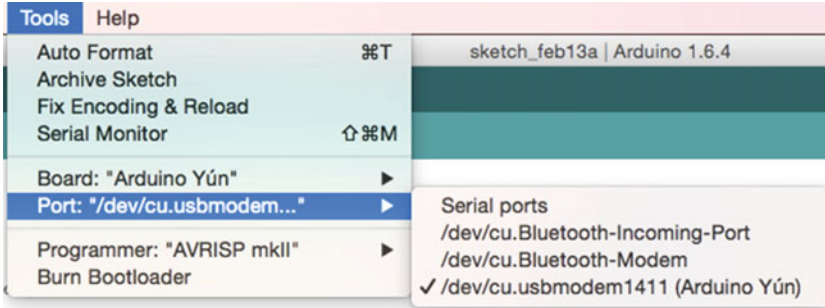 Tools Help
sketch_feb13a | Arduino 1.6.4
Auto Format ⌘T
Archive Sketch
Fix Encoding & Reload
Serial Monitor ⇧⌘M
Board: "Arduino Yún" ▶
Port: "/dev/cu.usbmodem..." ▶
Programmer: "AVRISP mkII" ▶
Burn Bootloader
Serial ports
/dev/cu.Bluetooth-Incoming-Port
/dev/cu.Bluetooth-Modem
✓ /dev/cu.usbmodem1411 (Arduino Yún)